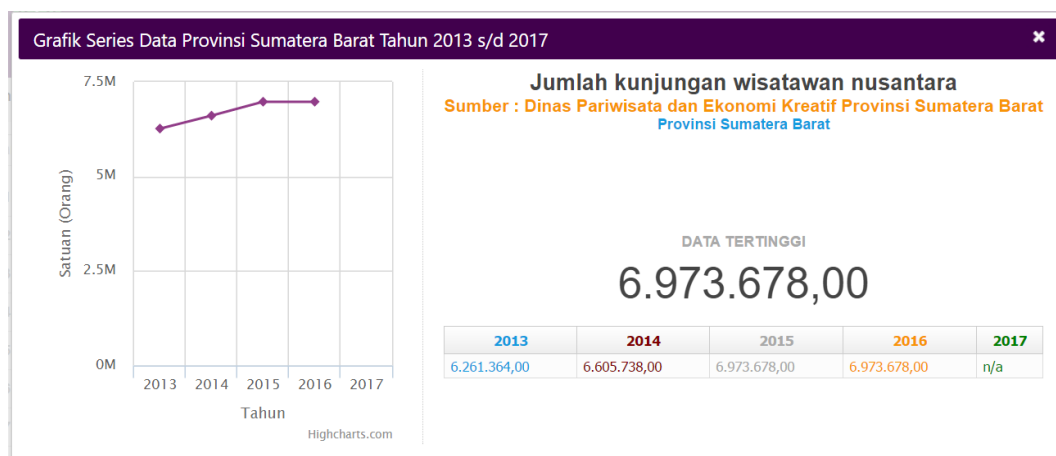 Grafik Series Data Provinsi Sumatera Barat Tahun 2013 s/d 2017 ×
7.5M
5M
2.5M
0M
Satuan (Orang)
2013 2014 2015 2016 2017
Tahun
Highcharts.com
Jumlah kunjungan wisatawan nusantara
Sumber : Dinas Pariwisata dan Ekonomi Kreatif Provinsi Sumatera Barat
Provinsi Sumatera Barat
DATA TERTINGGI
6.973.678,00
2013 2014 2015 2016 2017
6.261.364,00 6.605.738,00 6.973.678,00 6.973.678,00 n/a